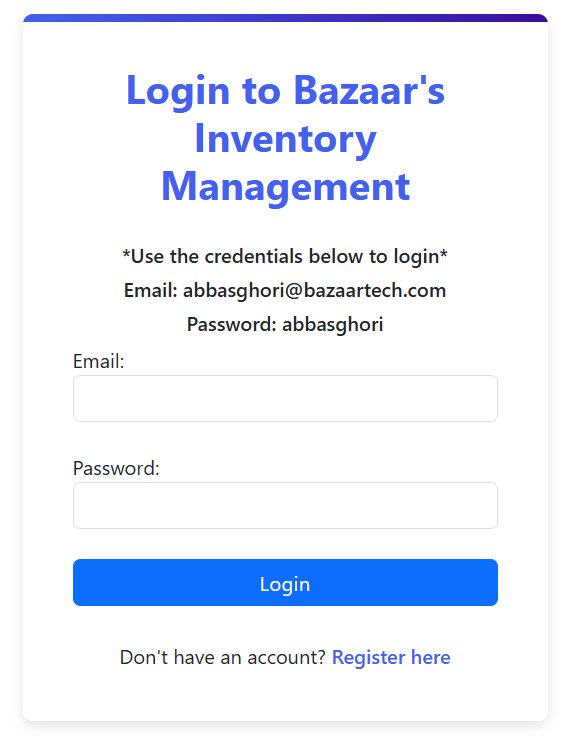 Login to Bazaar's
Inventory
Management
*Use the credentials below to login*
Email: abbasghori@bazaartech.com
Password: abbasghori
Email:
Password:
Login
Don't have an account? Register here